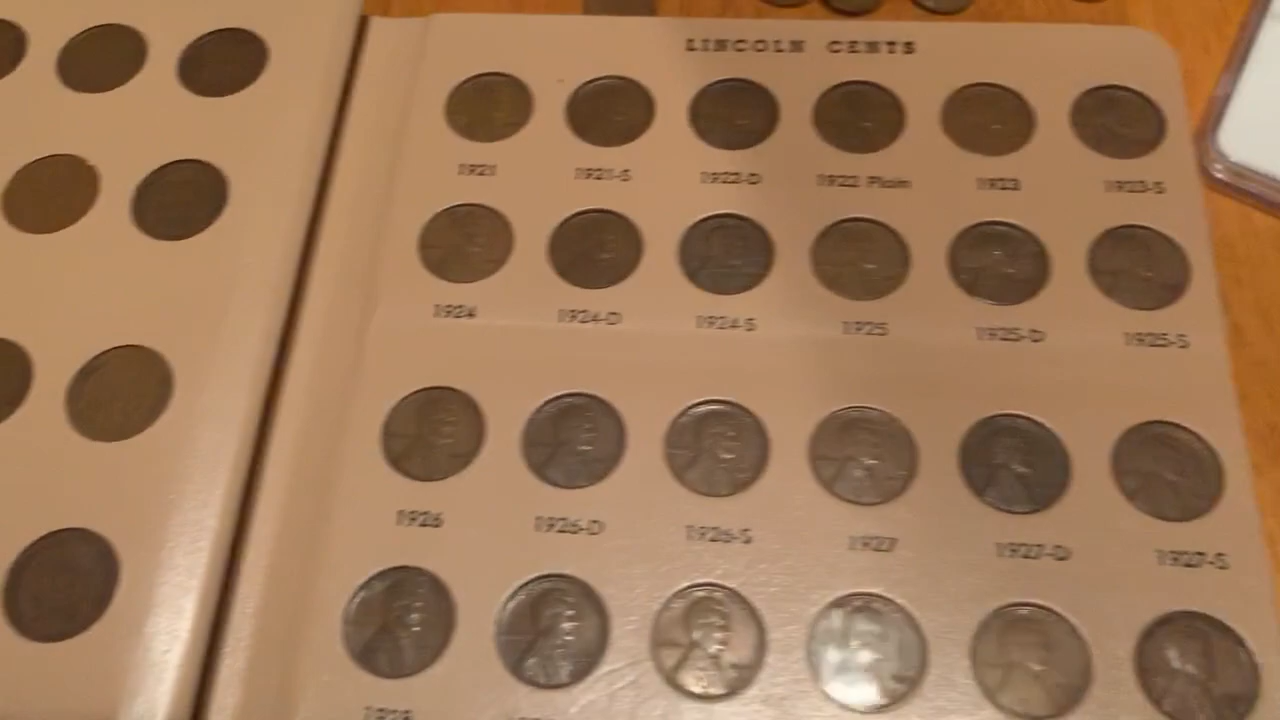 LINCOLN CENTS
1921 1921-S 1922-D 1922 Plain 1923 1923-S
1924 1924-D 1924-S 1925 1925-D 1925-S
1926 1926-D 1926-S 1927 1927-D 1927-S
1928